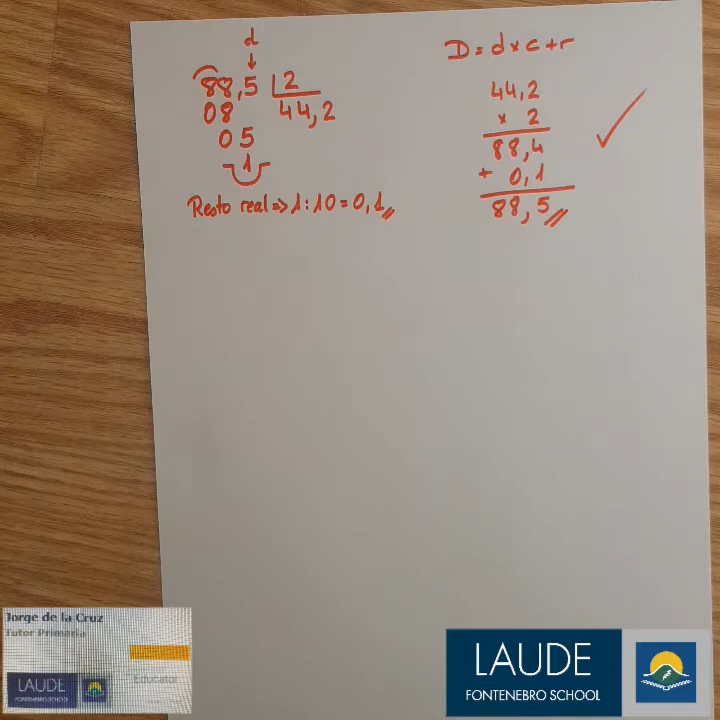 d
↓
88,5 | 2
08 44,2
05
1
Resto real => 1:10 = 0,1
D = d × c + r
44,2
× 2
88,4
+ 0,1
88,5
Jorge de la Cruz
Tutor Primaria
Educator
LAUDE
FONTENEBRO SCHOOL
LAUDE
FONTENEBRO SCHOOL